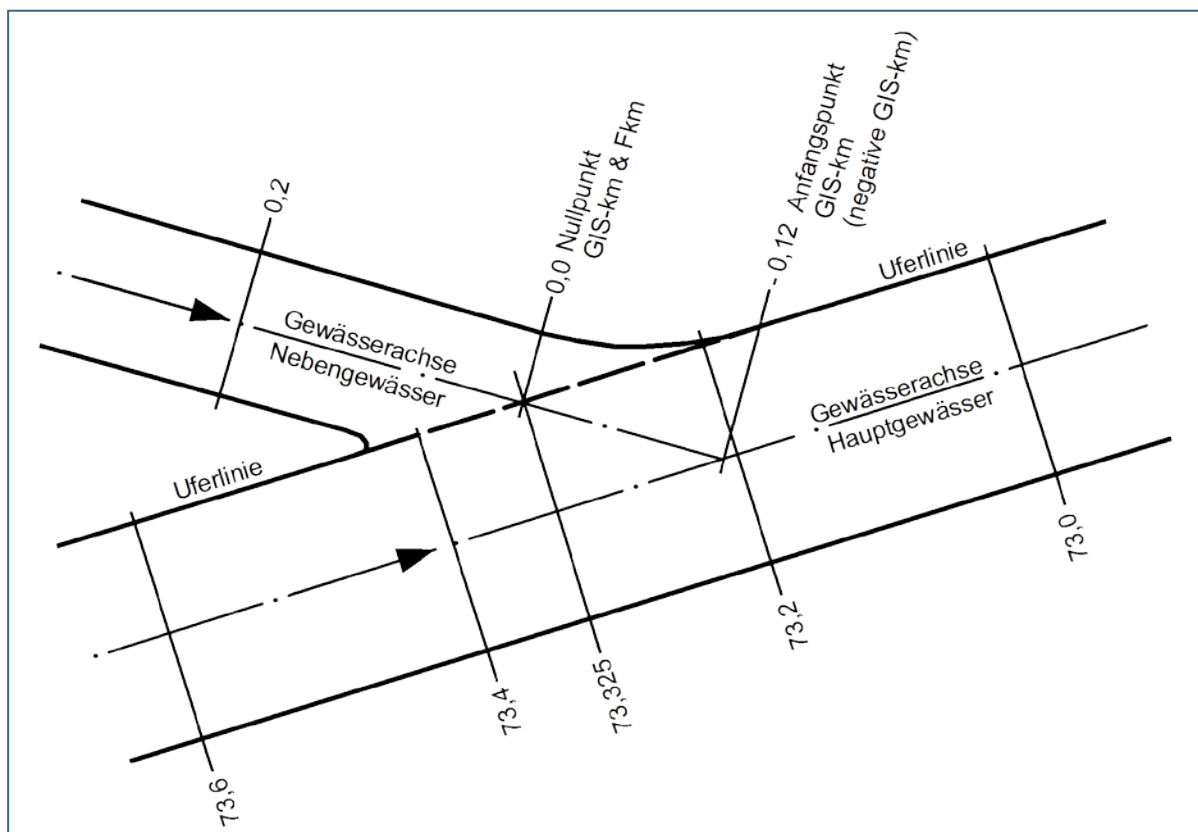 0,2
0,0 Nullpunkt
GIS-km & Fkm
- 0,12 Anfangspunkt
GIS-km
(negative GIS-km)
Uferlinie
Gewässerachse
Nebengewässer
Gewässerachse
Hauptgewässer
Uferlinie
73,6
73,4
73,325
73,2
73,0